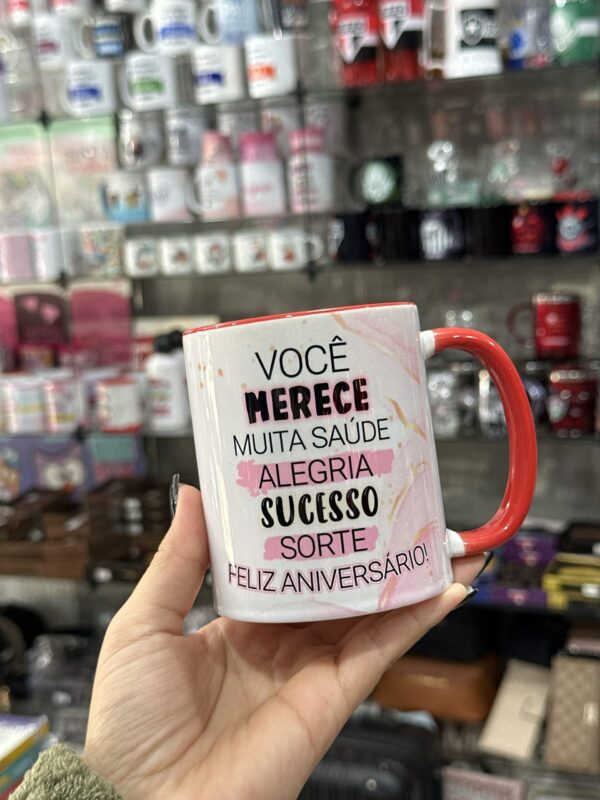 VOCÊ
MERECE
MUITA SAÚDE
ALEGRIA
SUCESSO
SORTE
FELIZ ANIVERSÁRIO!